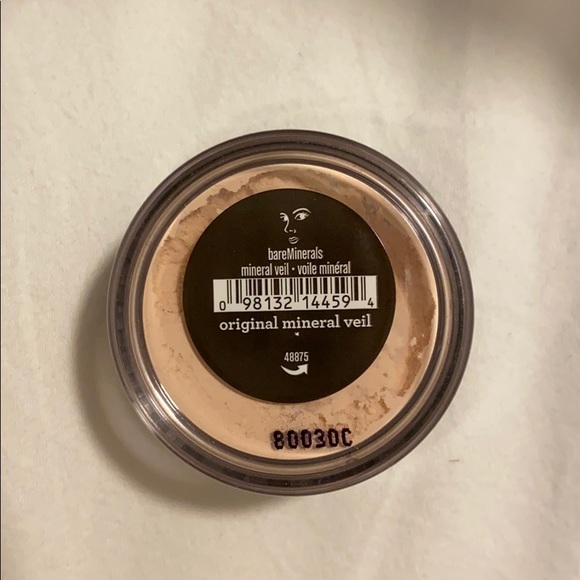 bareMinerals
mineral veil • voile minéral
0 98132 14459 4
original mineral veil
48875
80030C